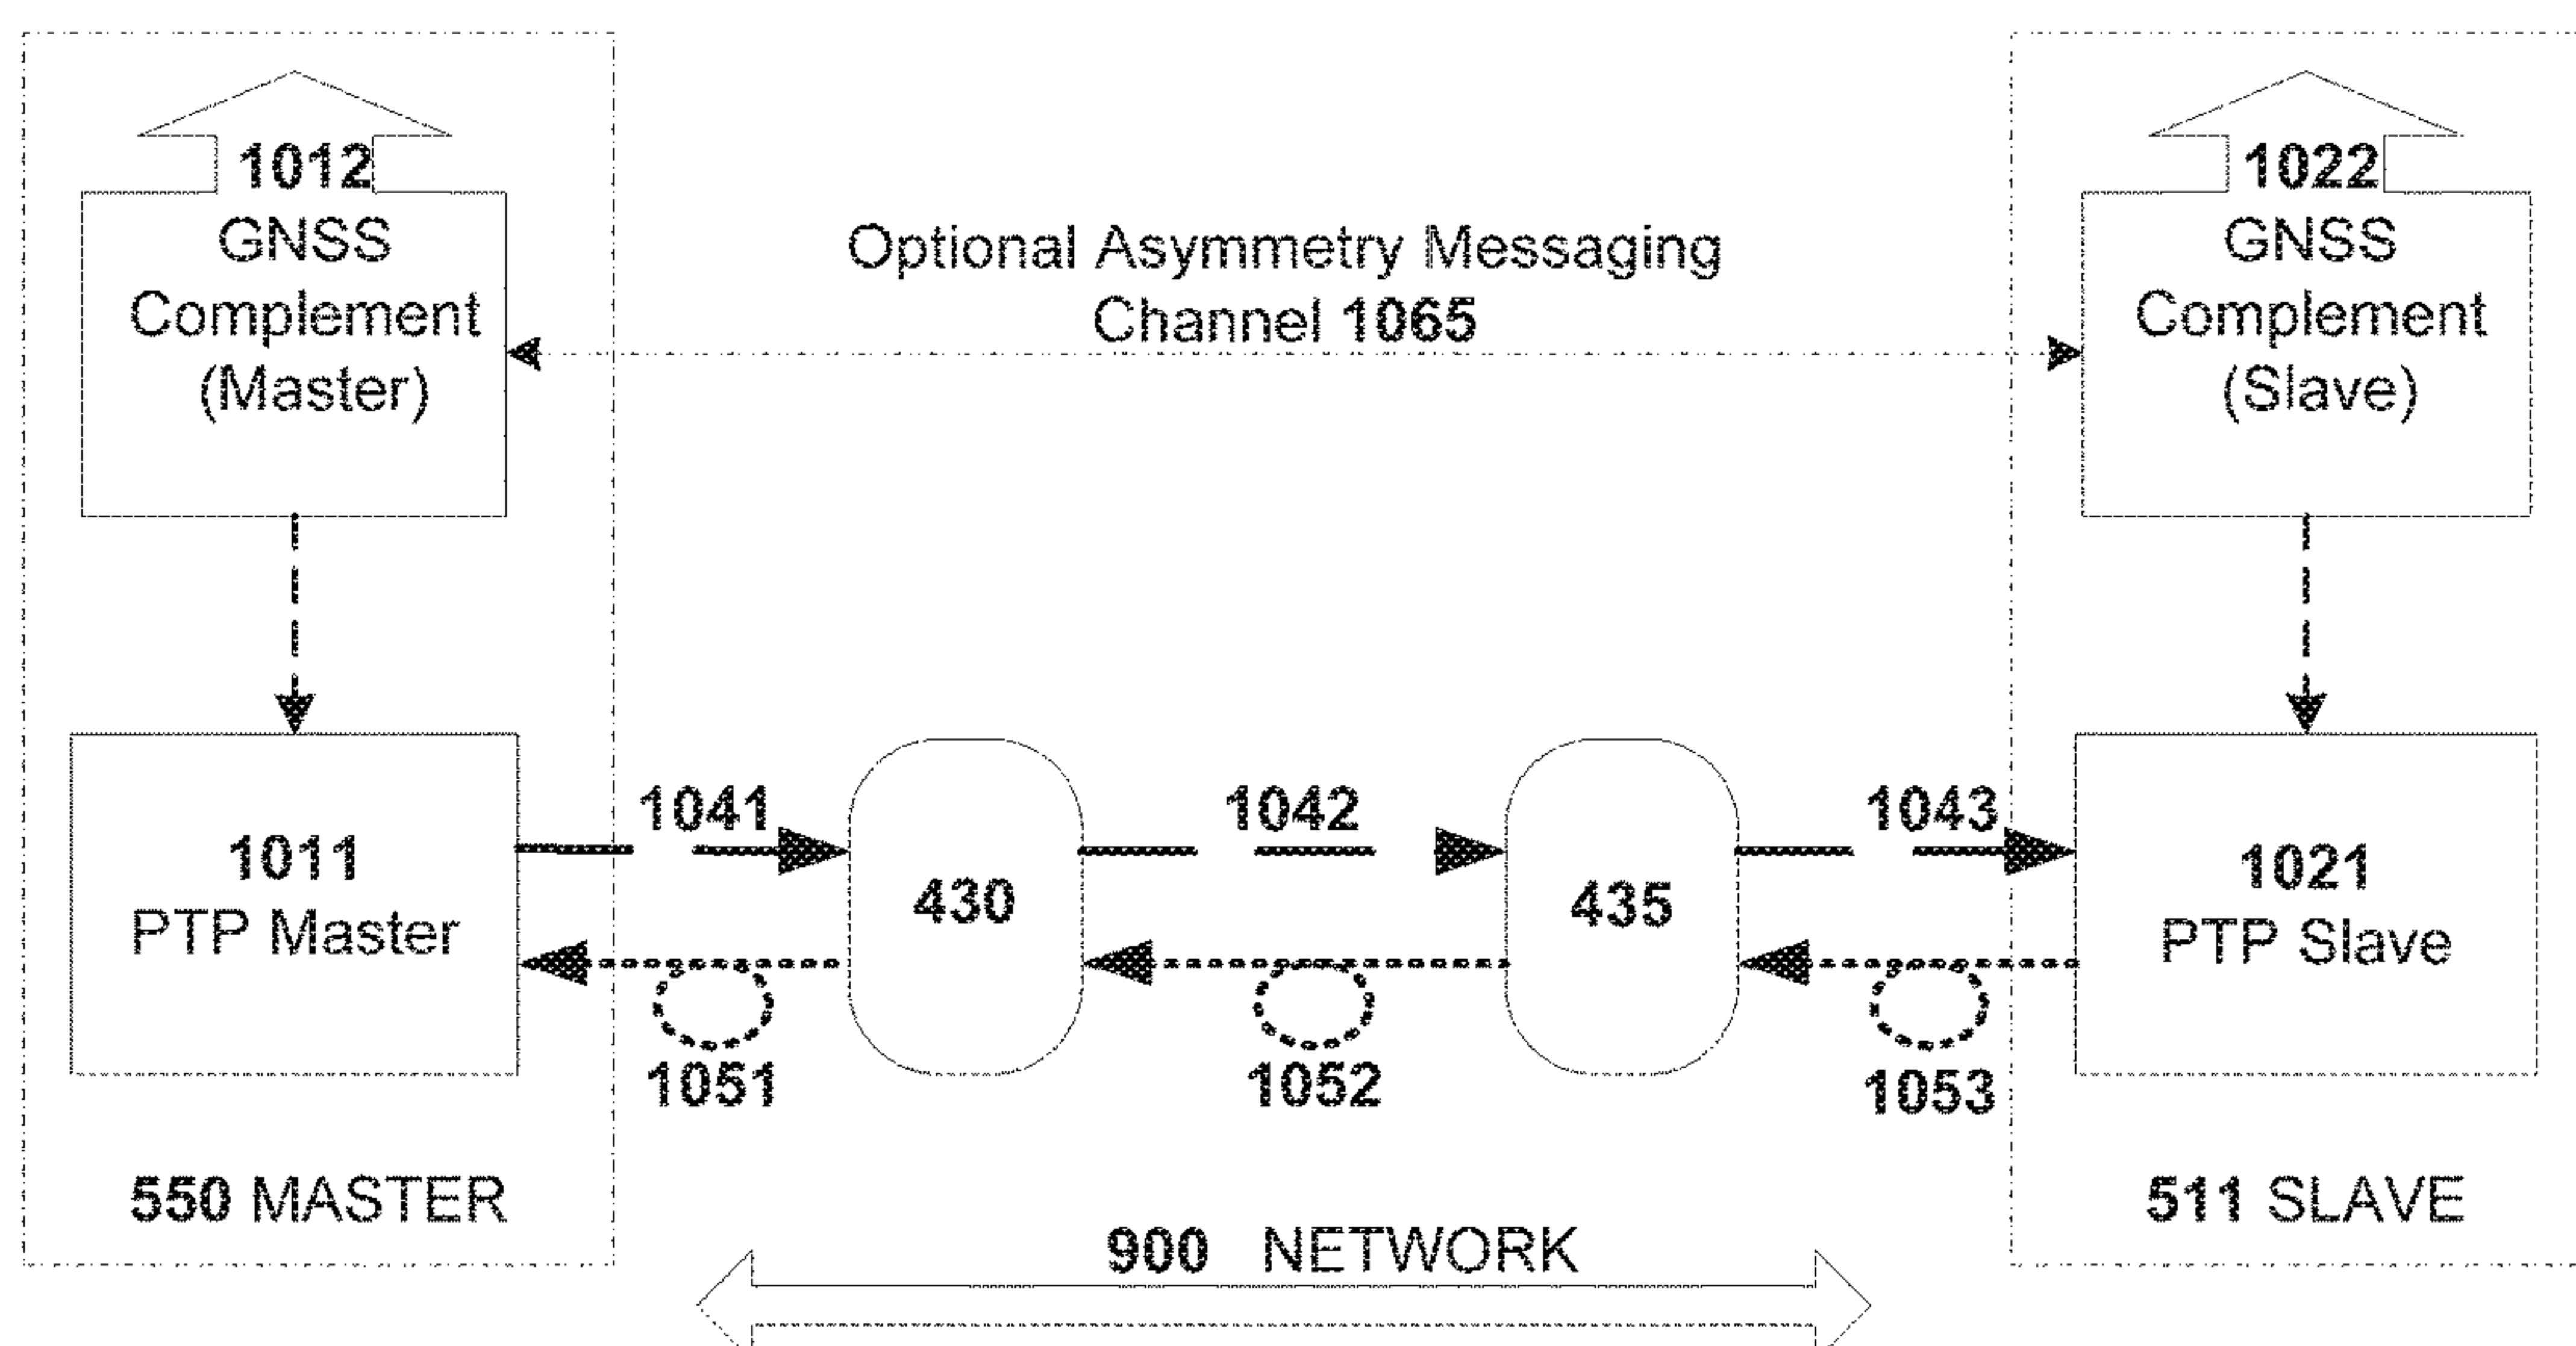 1012
GNSS
Complement
(Master)
Optional Asymmetry Messaging
Channel 1065
1022
GNSS
Complement
(Slave)
1011
PTP Master
1041
430
1042
435
1043
1021
PTP Slave
1051
1052
1053
550 MASTER
900 NETWORK
511 SLAVE